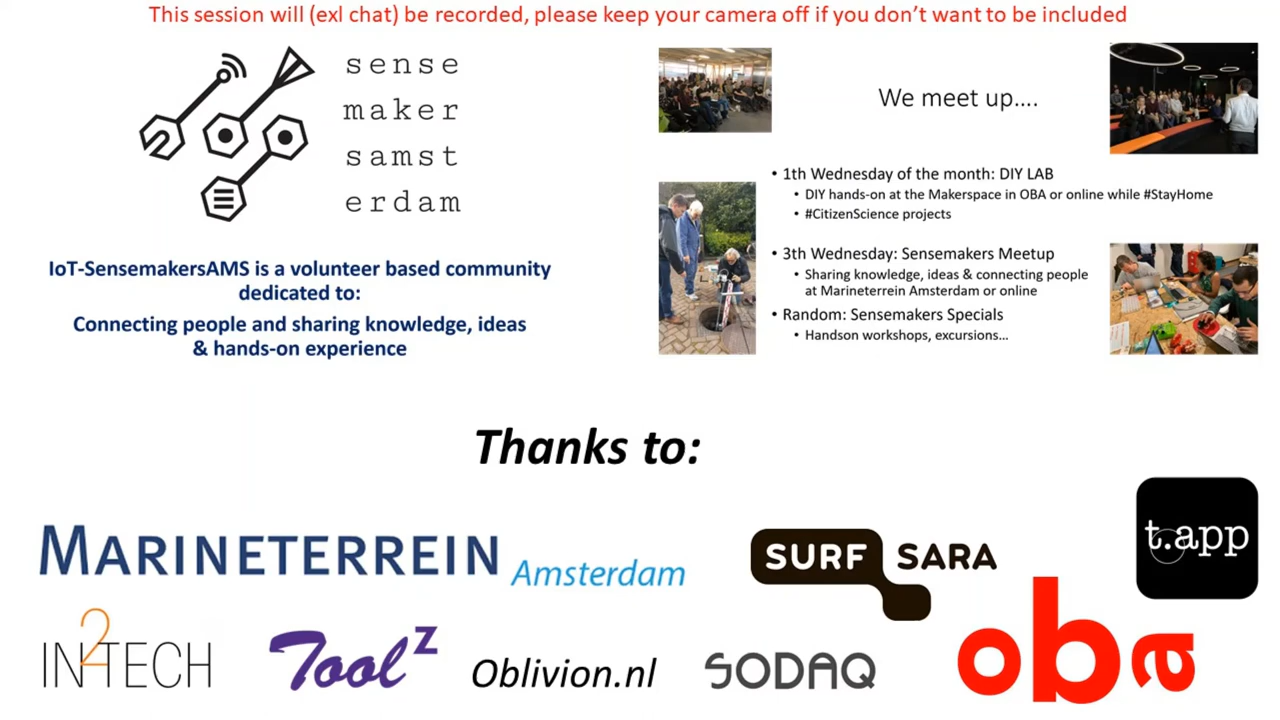 This session will (exl chat) be recorded, please keep your camera off if you don't want to be included
sense
maker
samst
erdam
IoT-SensemakersAMS is a volunteer based community
dedicated to:
Connecting people and sharing knowledge, ideas
& hands-on experience
We meet up....
• 1th Wednesday of the month: DIY LAB
• DIY hands-on at the Makerspace in OBA or online while #StayHome
• #CitizenScience projects
• 3th Wednesday: Sensemakers Meetup
• Sharing knowledge, ideas & connecting people
at Marineterrein Amsterdam or online
• Random: Sensemakers Specials
• Handson workshops, excursions...
Thanks to:
MARINETERREIN Amsterdam
SURF SARA
t.app
IN2TECH
Toolz
Oblivion.nl
SODAQ
oba